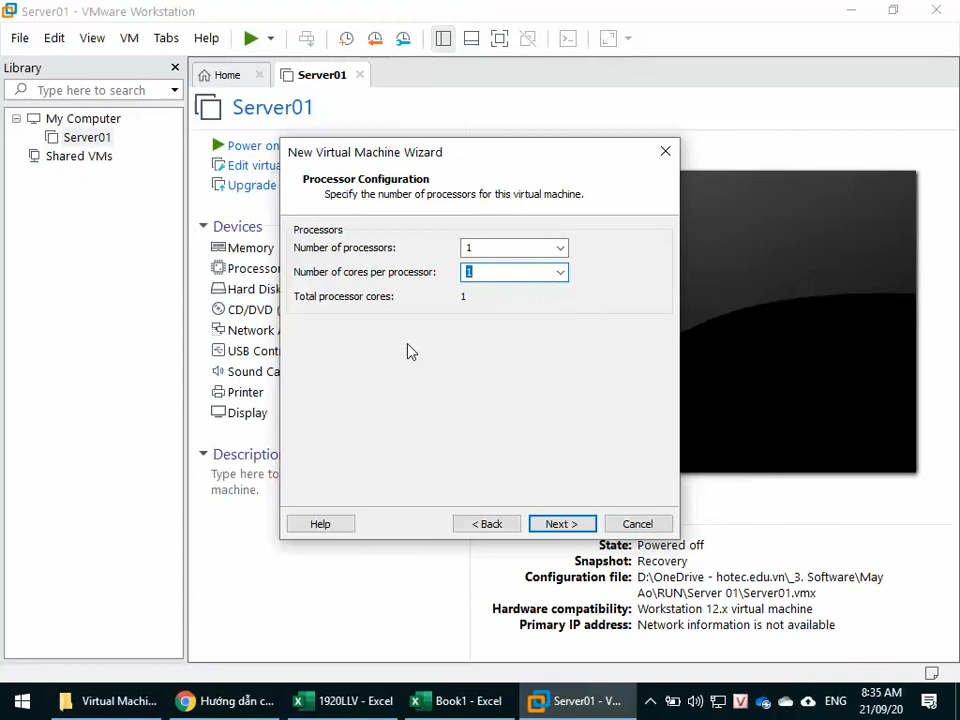 Server01 - VMware Workstation
File Edit View VM Tabs Help
Library
Type here to search
My Computer
Server01
Shared VMs
Home
Server01
Server01
Power on
Edit virtua
Upgrade
Devices
Memory
Processor
Hard Disk
CD/DVD (
Network A
USB Contr
Sound Ca
Printer
Display
Descriptio
Type here to
machine.
New Virtual Machine Wizard
Processor Configuration
Specify the number of processors for this virtual machine.
Processors
Number of processors: 1
Number of cores per processor: 1
Total processor cores: 1
Help < Back Next > Cancel
State: Powered off
Snapshot: Recovery
Configuration file: D:\OneDrive - hotec.edu.vn\_3. Software\May
Ao\RUN\Server 01\Server01.vmx
Hardware compatibility: Workstation 12.x virtual machine
Primary IP address: Network information is not available
Virtual Machi...
Hướng dẫn c...
1920LLV - Excel
Book1 - Excel
Server01 - V...
V
ENG
8:35 AM
21/09/20